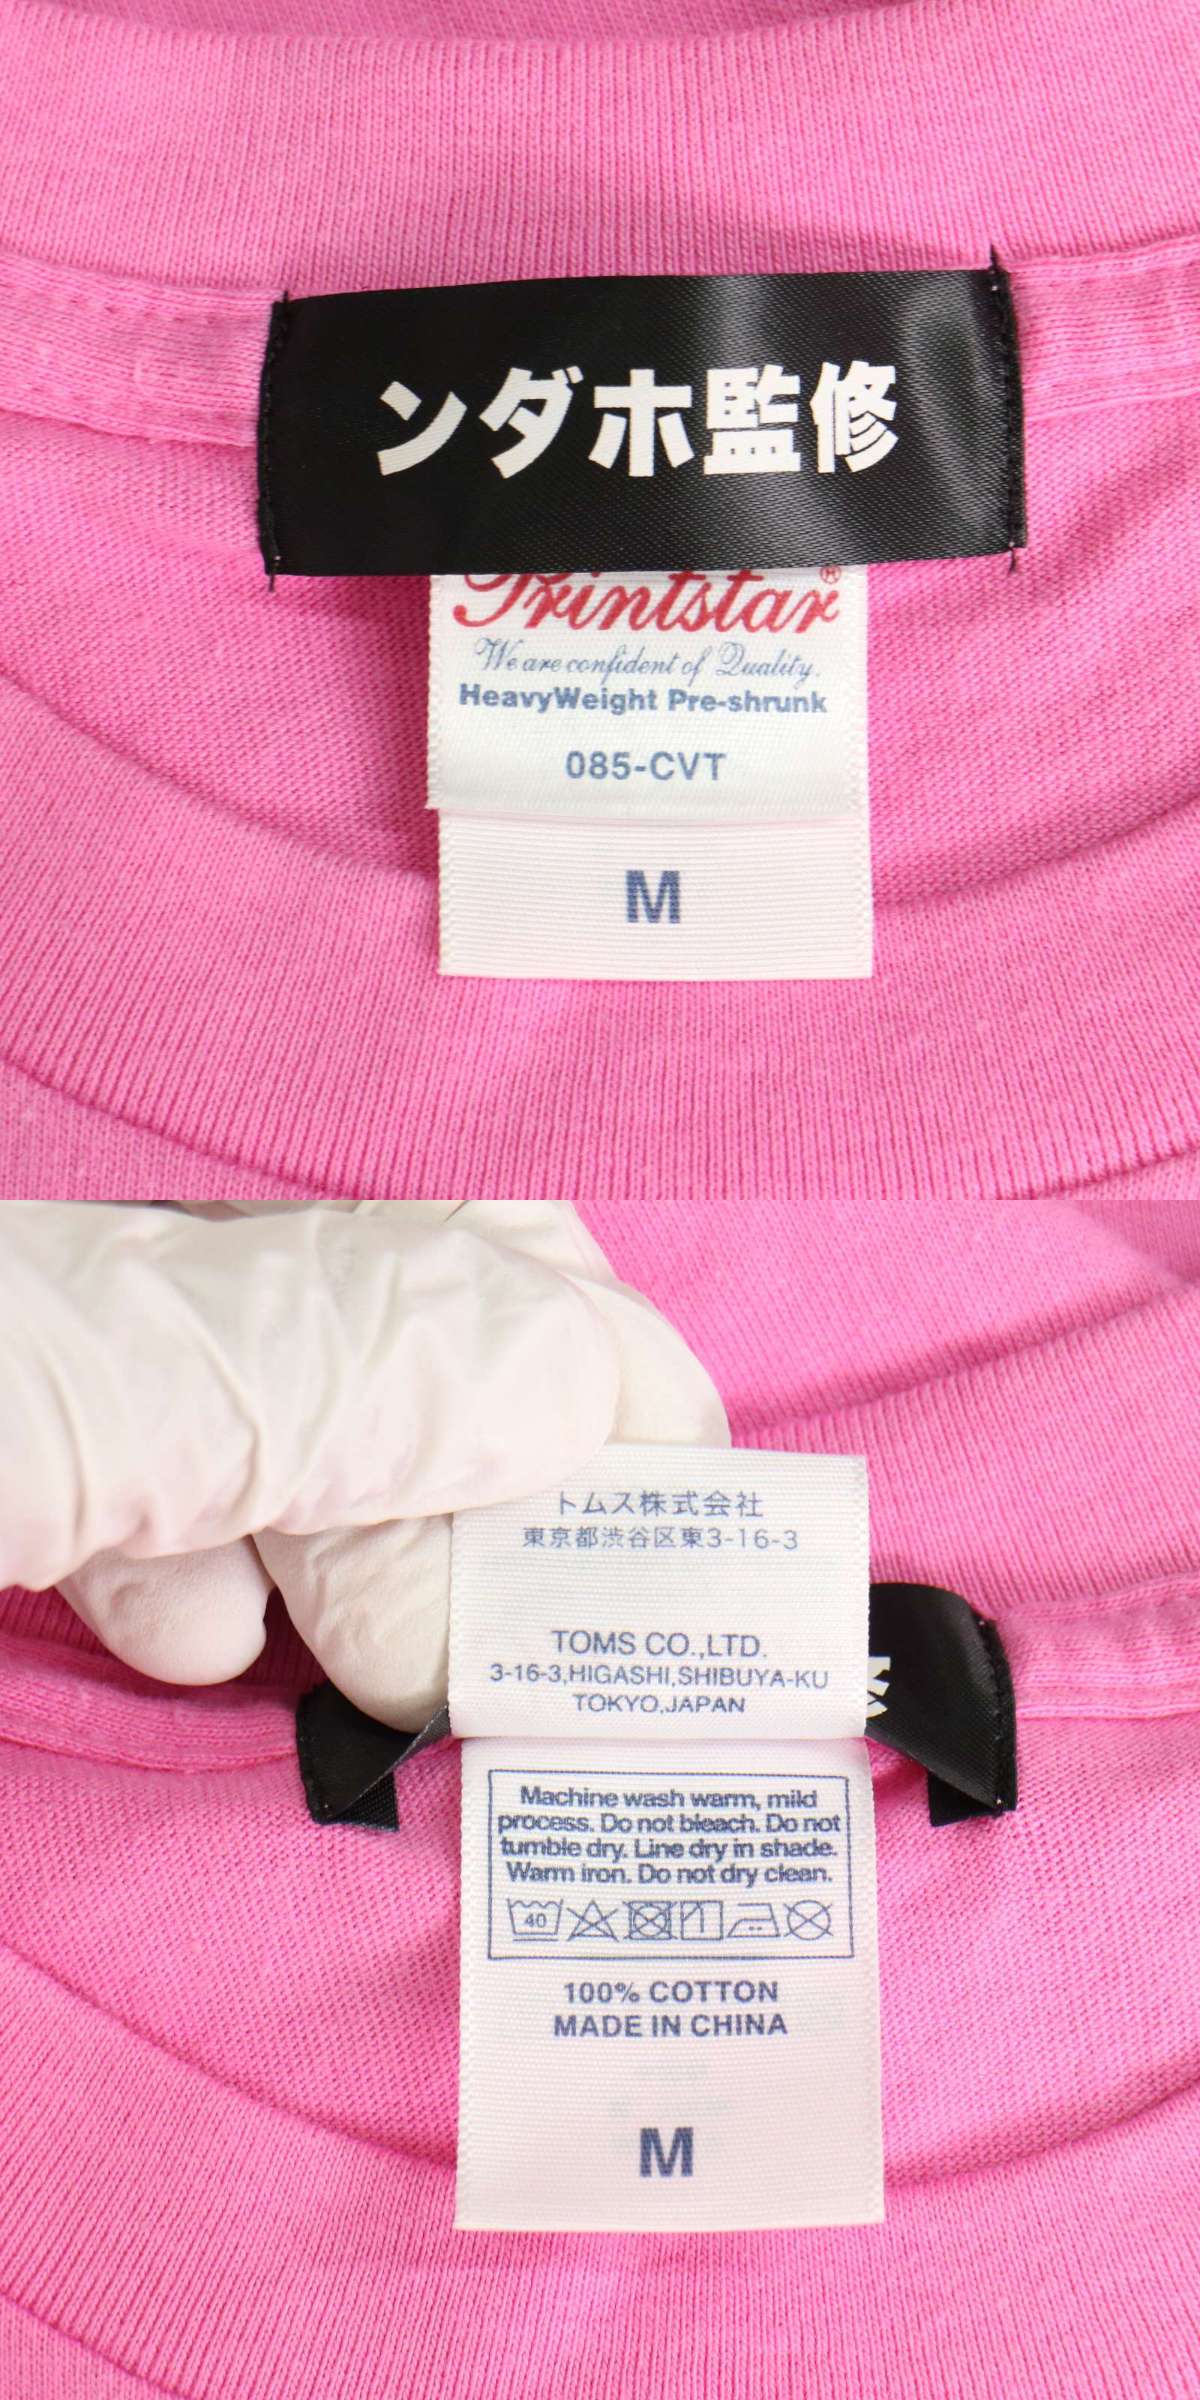 ンダホ監修
Printstar®
We are confident of Quality.
HeavyWeight Pre-shrunk
085-CVT
M
トムス株式会社
東京都渋谷区東3-16-3
TOMS CO.,LTD.
3-16-3,HIGASHI,SHIBUYA-KU
TOKYO,JAPAN
修
Machine wash warm, mild
process. Do not bleach. Do not
tumble dry. Line dry in shade.
Warm iron. Do not dry clean.
40
100% COTTON
MADE IN CHINA
M